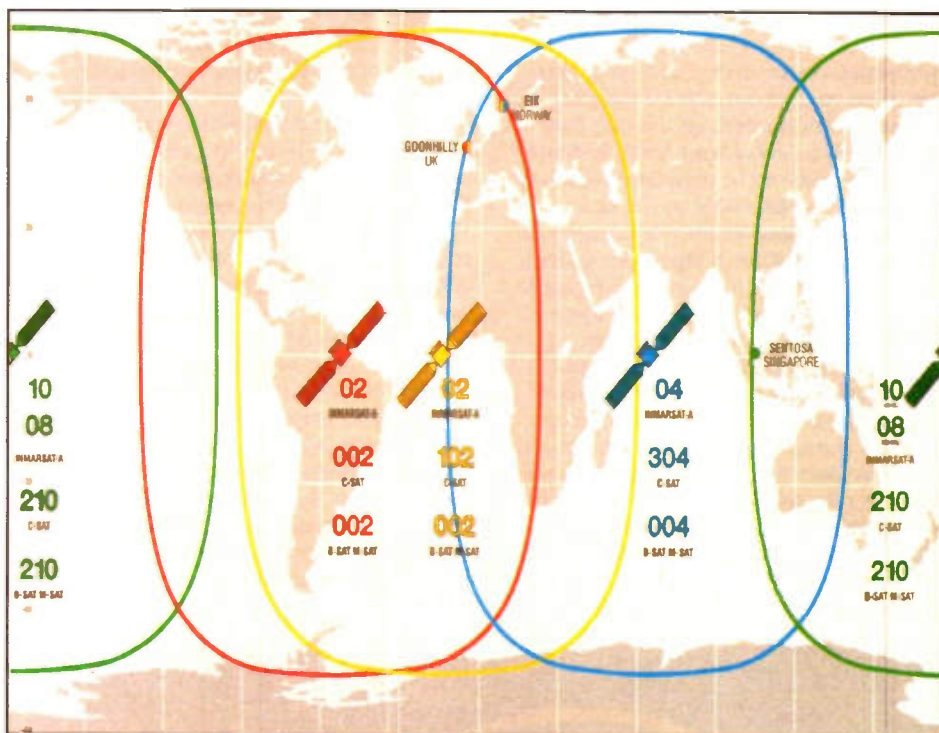 EIK
NORWAY
GOONHILLY
UK
SENTOSA
SINGAPORE
10
08
INMARSAT-A
210
C-SAT
210
B-SAT M-SAT
02
INMARSAT-B
002
C-SAT
002
B-SAT M-SAT
02
INMARSAT-A
102
C-SAT
002
B-SAT M-SAT
04
INMARSAT-A
304
C-SAT
004
B-SAT M-SAT
10
08
INMARSAT-A
210
C-SAT
210
B-SAT M-SAT